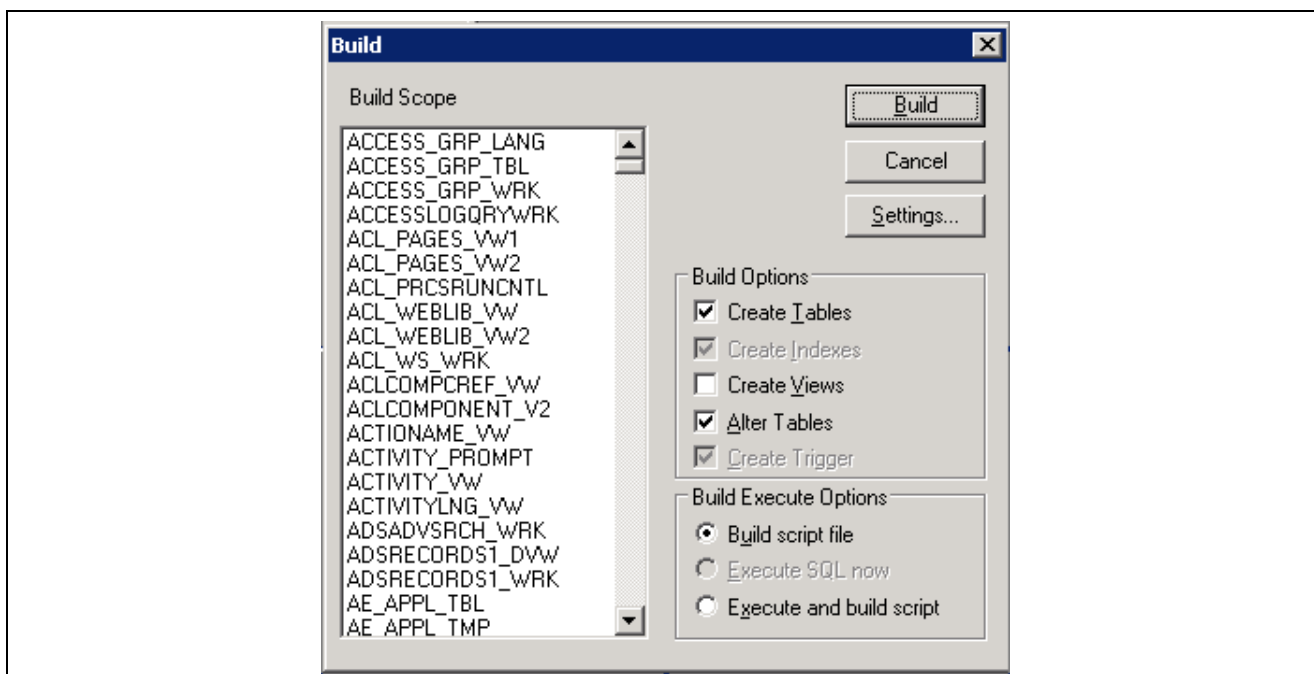 Build
Build Scope
ACCESS_GRP_LANG
ACCESS_GRP_TBL
ACCESS_GRP_WRK
ACCESSLOGQRYWRK
ACL_PAGES_VW1
ACL_PAGES_VW2
ACL_PRCSRUNCNTL
ACL_WEBLIB_VW
ACL_WEBLIB_VW2
ACL_WS_WRK
ACLCOMPCREF_VW
ACLCOMPONENT_V2
ACTIONAME_VW
ACTIVITY_PROMPT
ACTIVITY_VW
ACTIVITYLNG_VW
ADSADVSRCH_WRK
ADSRECORDS1_DVW
ADSRECORDS1_WRK
AE_APPL_TBL
AE_APPL_TMP
Build
Cancel
Settings...
Build Options
Create Tables
Create Indexes
Create Views
Alter Tables
Create Trigger
Build Execute Options
Build script file
Execute SQL now
Execute and build script